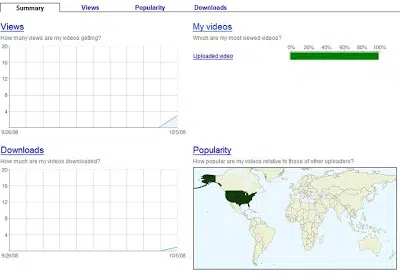 Summary Views Popularity Downloads
Views
How many views are my videos getting?
20
16
12
8
4
9/26/08 10/5/08
My videos
Which are my most viewed videos?
0% 20% 40% 60% 80% 100%
Uploaded video
Downloads
How much are my videos downloaded?
20
16
12
8
4
9/26/08 10/5/08
Popularity
How popular are my videos relative to those of other uploaders?